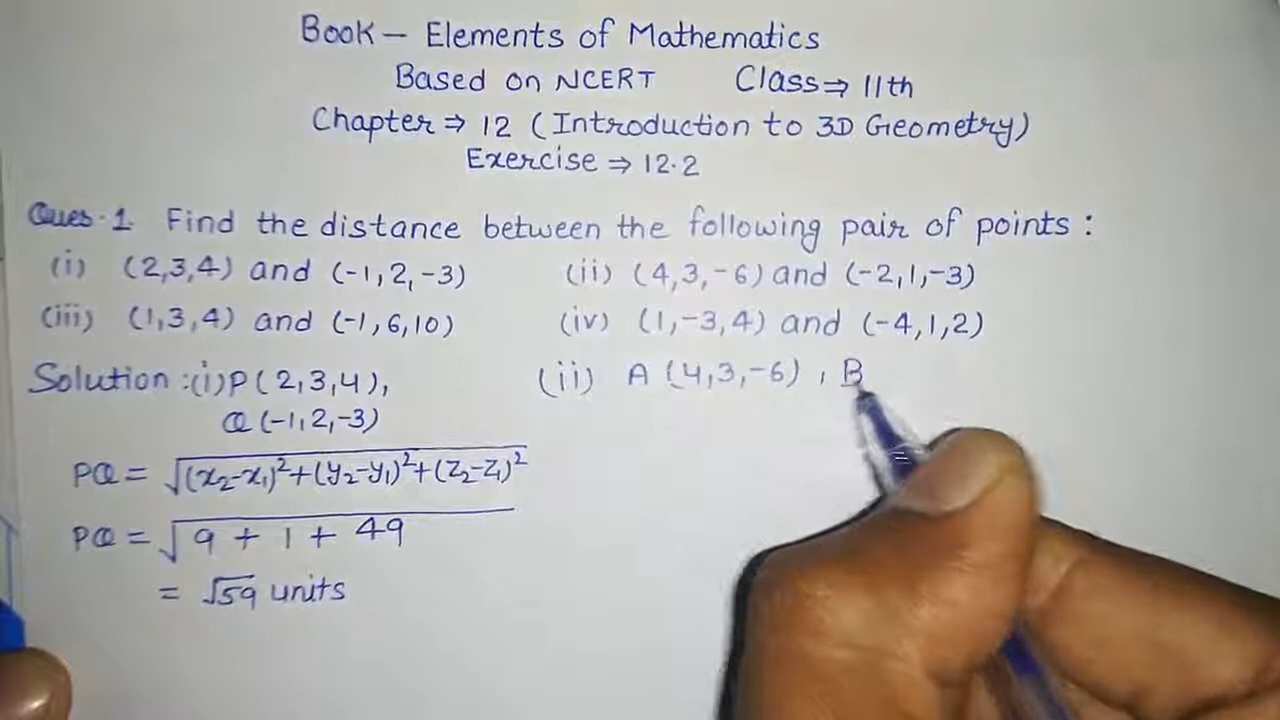 Book – Elements of Mathematics
Based on NCERT Class ⇒ 11th
Chapter ⇒ 12 (Introduction to 3D Geometry)
Exercise ⇒ 12.2
Ques.1. Find the distance between the following pair of points :
(i) (2,3,4) and (-1,2,-3) (ii) (4,3,-6) and (-2,1,-3)
(iii) (1,3,4) and (-1,6,10) (iv) (1,-3,4) and (-4,1,2)
Solution :(i) P(2,3,4),
Q(-1,2,-3)
PQ = √(x₂-x₁)²+(y₂-y₁)²+(z₂-z₁)²
PQ = √9 + 1 + 49
= √59 units
(ii) A (4,3,-6) , B